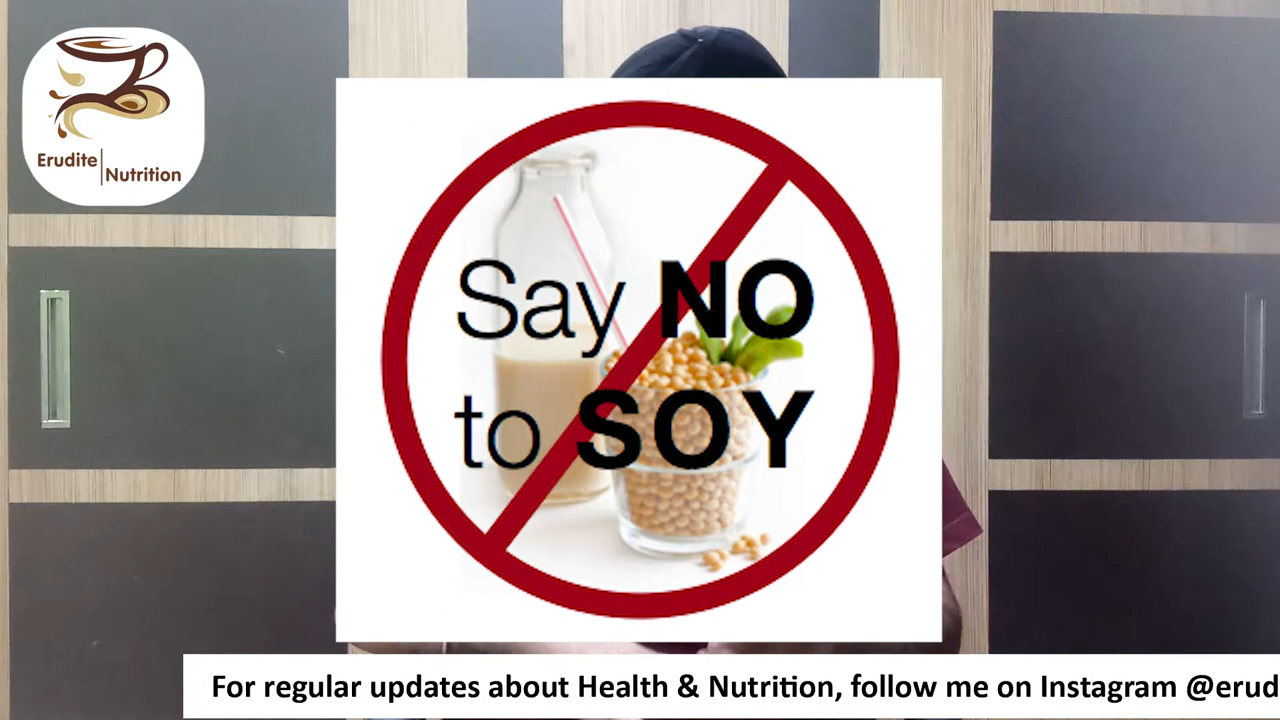 Erudite
Nutrition
Say NO
to SOY
For regular updates about Health & Nutrition, follow me on Instagram @erud